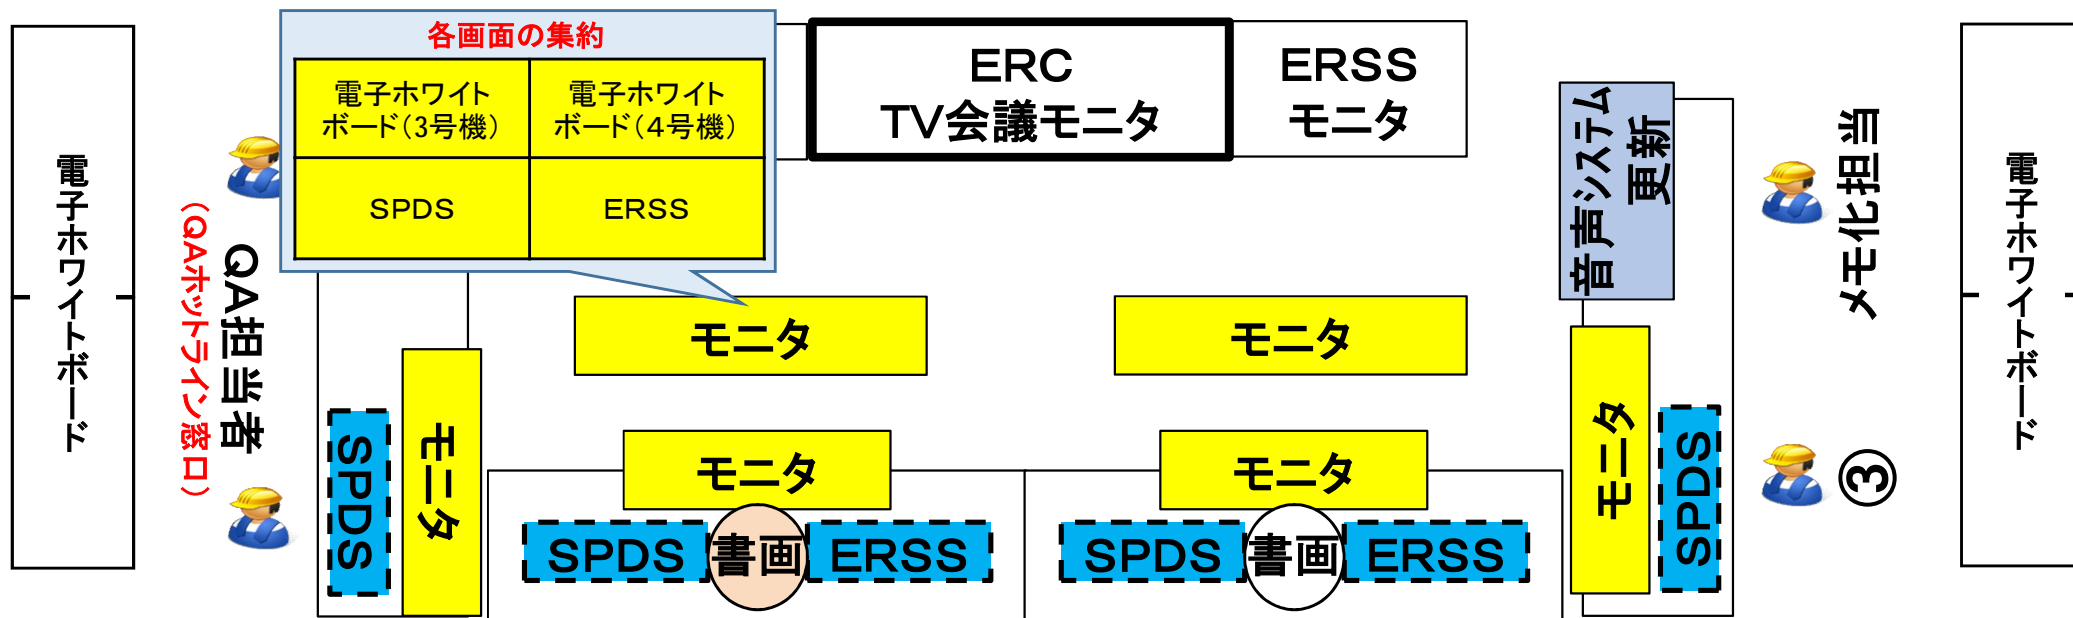 各画面の集約
電子ホワイト
ボード（3号機）
電子ホワイト
ボード（４号機）
SPDS
ERSS
ERC
TV会議モニタ
ERSS
モニタ
電子ホワイトボード
QA担当者
（QAホットライン窓口）
音声システム
更新
メモ化担当
③
電子ホワイトボード
モニタ
モニタ
SPDS
モニタ
モニタ
モニタ
モニタ
SPDS
SPDS
書画
ERSS
SPDS
書画
ERSS